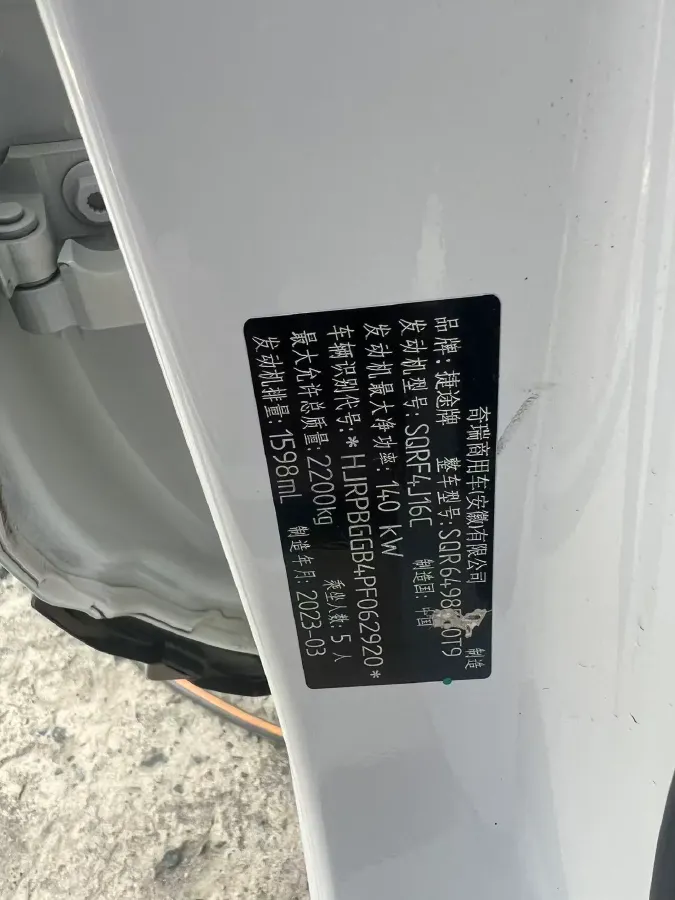 奇瑞商用车(安徽)有限公司 制造
品牌: 捷途牌 整车型号: SQR6498 0T9
发动机型号: SQRF4J16C 制造国: 中国
发动机最大净功率: 140 kW
车辆识别代号: *HJRPBGGB4PF062920*
最大允许总质量: 2200kg 乘坐人数: 5 人
发动机排量: 1598ml 制造年月: 2023-03